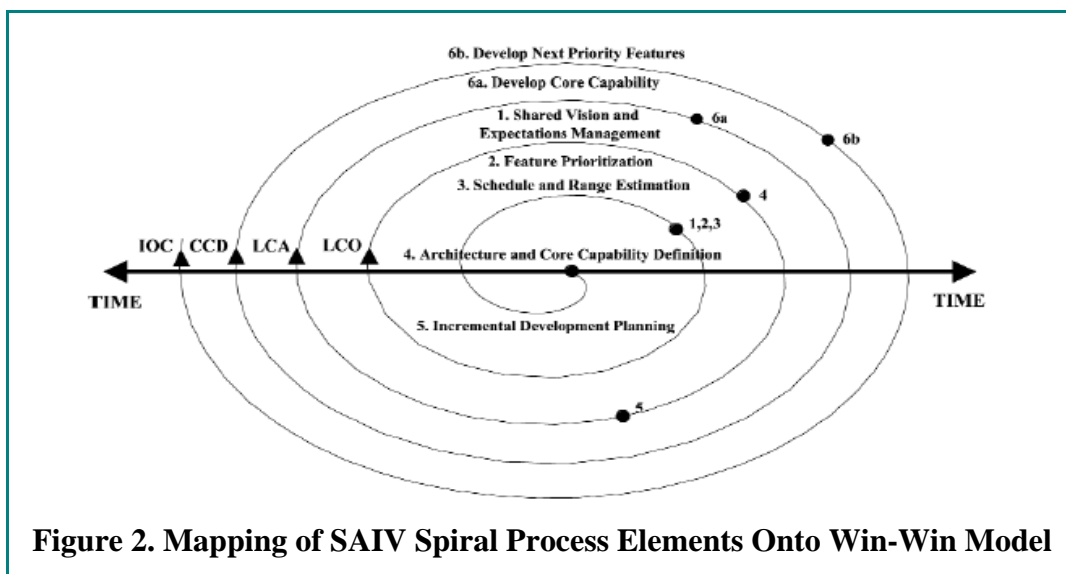 6b. Develop Next Priority Features
6a. Develop Core Capability
1. Shared Vision and
Expectations Management
6a
6b
2. Feature Prioritization
3. Schedule and Range Estimation
4
1,2,3
IOC CCD LCA LCO
4. Architecture and Core Capability Definition
TIME
TIME
5. Incremental Development Planning
5
Figure 2. Mapping of SAIV Spiral Process Elements Onto Win-Win Model